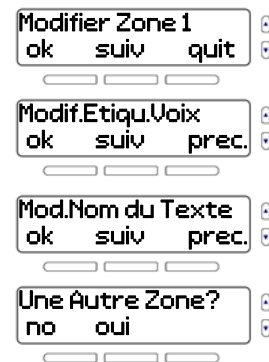 Modifier Zone 1
ok suiv quit
Modif.Etiqu.Voix
ok suiv prec.
Mod.Nom du Texte
ok suiv prec.
Une Autre Zone?
no oui